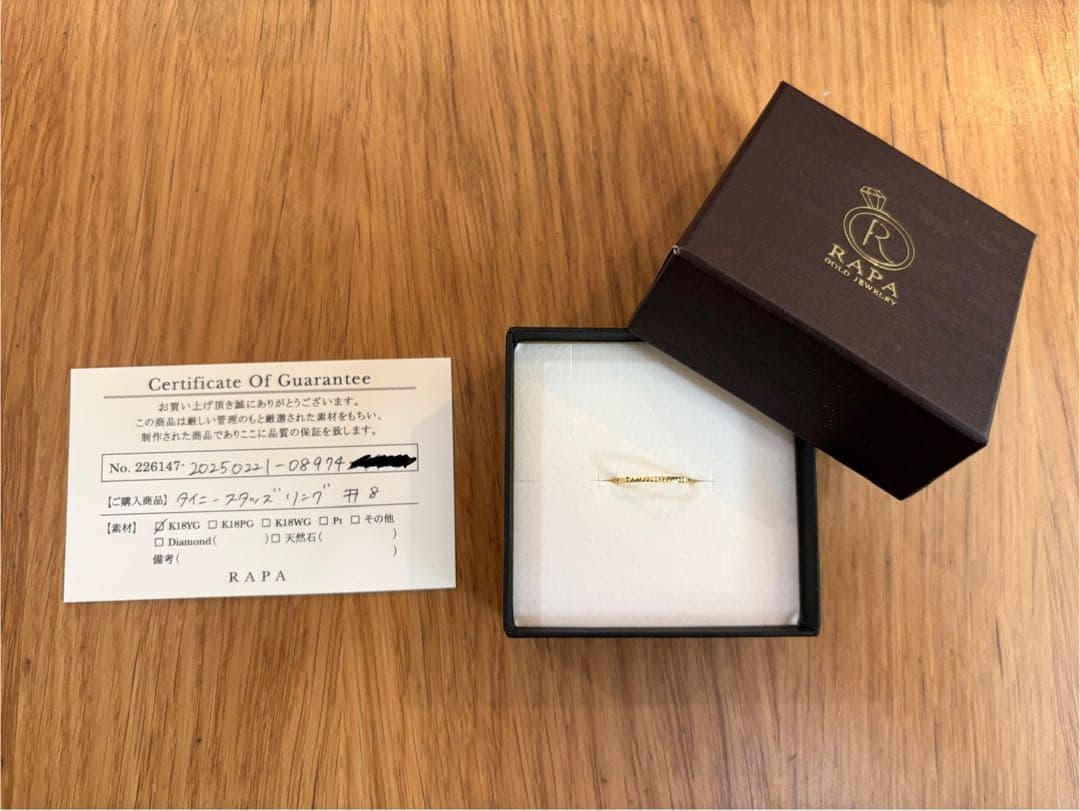 Certificate Of Guarantee
お買い上げ頂き誠にありがとうございます。
この商品は厳しい管理のもと厳選された素材をもちい、
制作された商品でありここに品質の保証を致します。
No. 226147-20250221-08974
【ご購入商品】タイニースタッズリング #8
【素材】 ☑ K18YG ☐ K18PG ☐ K18WG ☐ Pt ☐ その他
☐ Diamond( )☐ 天然石( )
備考( )
RAPA
R
RAPA
GOLD JEWELRY